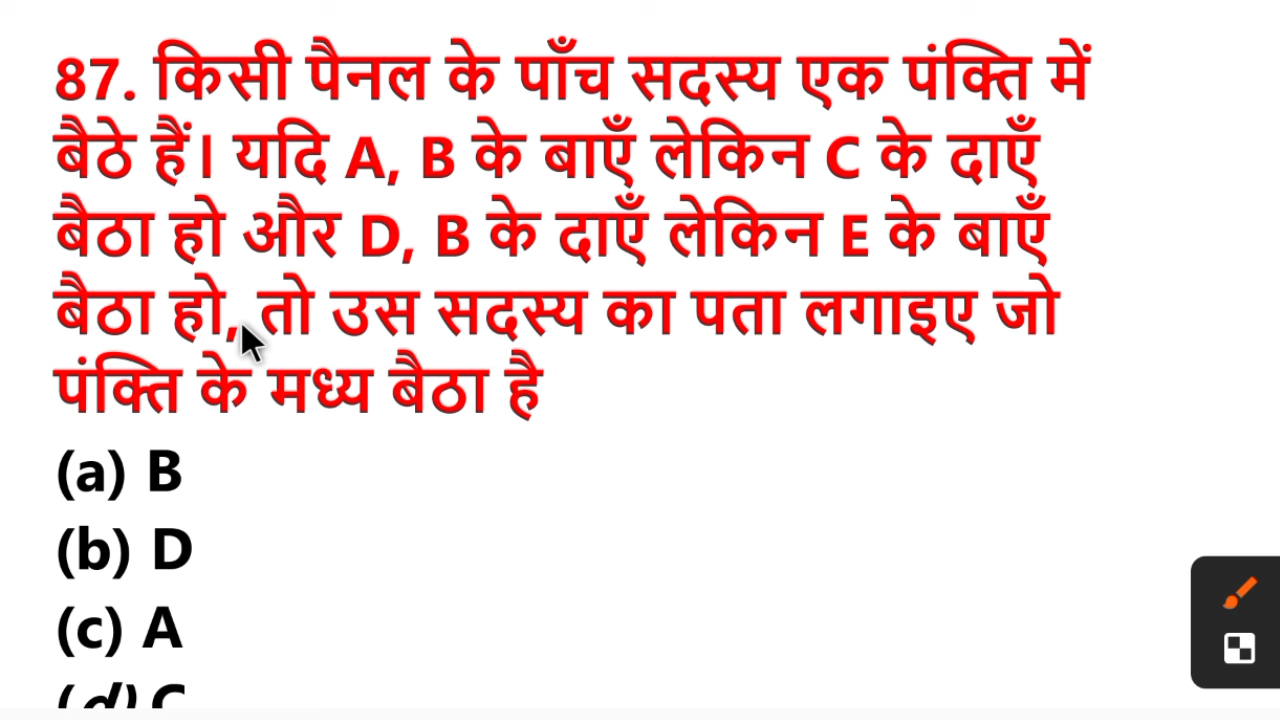 87. किसी पैनल के पाँच सदस्य एक पंक्ति में
बैठे हैं। यदि A, B के बाएँ लेकिन C के दाएँ
बैठा हो और D, B के दाएँ लेकिन E के बाएँ
बैठा हो, तो उस सदस्य का पता लगाइए जो
पंक्ति के मध्य बैठा है
(a) B
(b) D
(c) A
(d) C